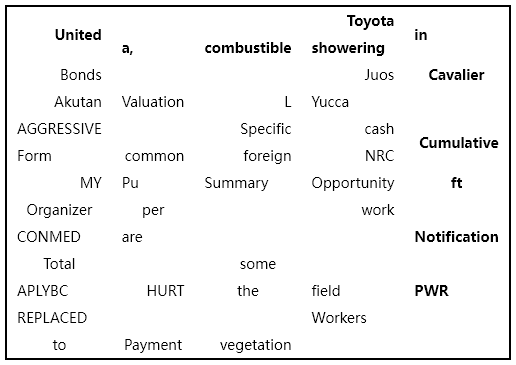 Toyota
United in
a, combustible showering
Bonds Juos Cavalier
Akutan Valuation L Yucca
AGGRESSIVE Specific cash
Cumulative
Form common foreign NRC
MY Pu Summary Opportunity ft
Organizer per work
CONMED are Notification
Total some
APLYBC HURT the field PWR
REPLACED Workers
to Payment vegetation